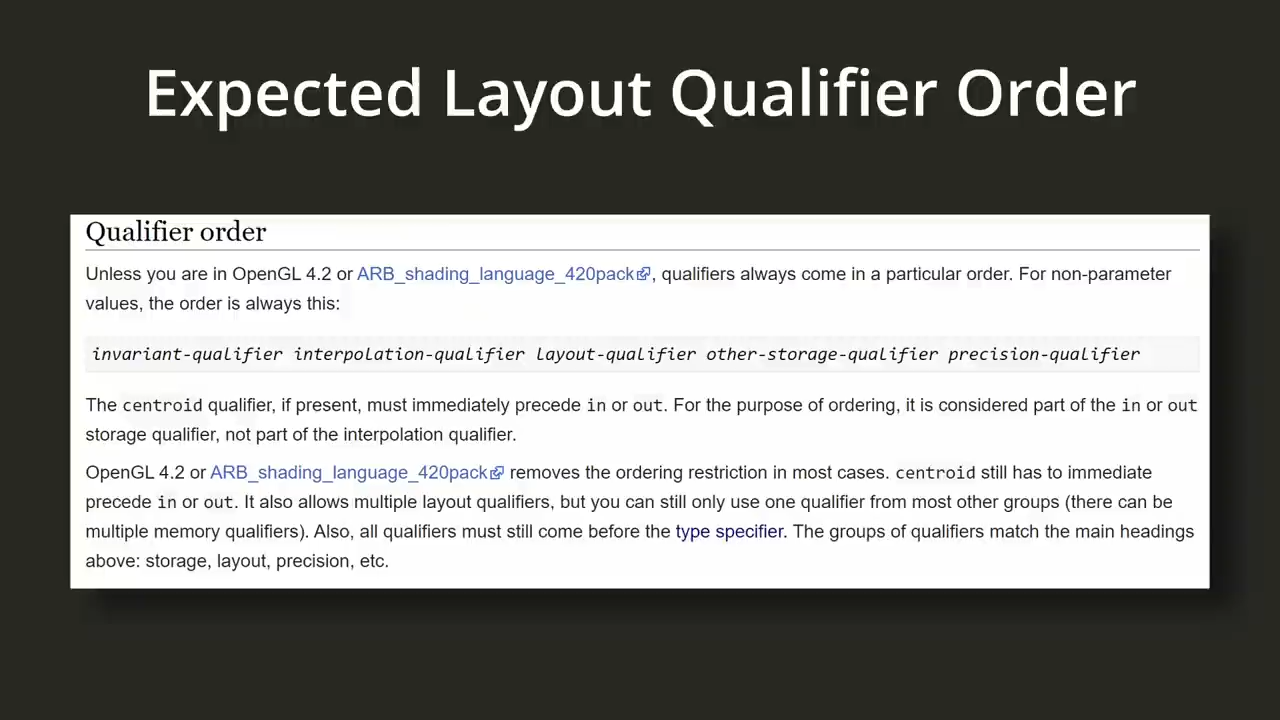 Expected Layout Qualifier Order
Qualifier order
Unless you are in OpenGL 4.2 or ARB_shading_language_420pack, qualifiers always come in a particular order. For non-parameter
values, the order is always this:
invariant-qualifier interpolation-qualifier layout-qualifier other-storage-qualifier precision-qualifier
The centroid qualifier, if present, must immediately precede in or out. For the purpose of ordering, it is considered part of the in or out
storage qualifier, not part of the interpolation qualifier.
OpenGL 4.2 or ARB_shading_language_420pack removes the ordering restriction in most cases. centroid still has to immediate
precede in or out. It also allows multiple layout qualifiers, but you can still only use one qualifier from most other groups (there can be
multiple memory qualifiers). Also, all qualifiers must still come before the type specifier. The groups of qualifiers match the main headings
above: storage, layout, precision, etc.